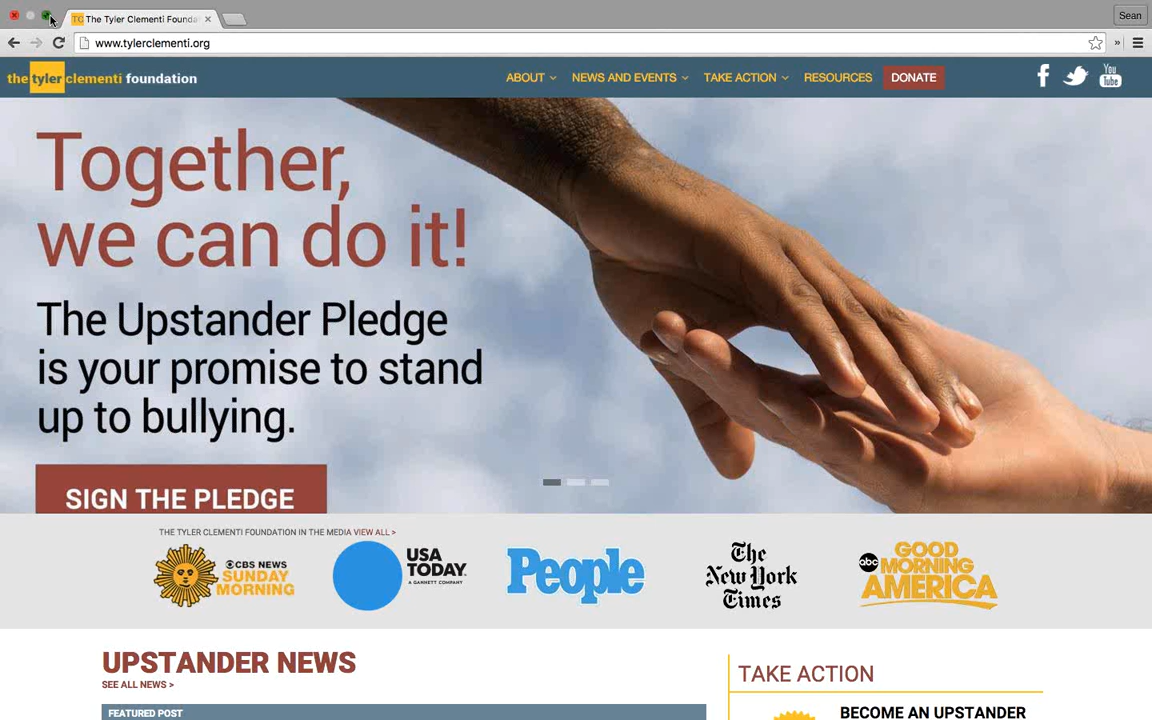 The Tyler Clementi Founda
Sean
www.tylerclementi.org
the tyler clementi foundation
ABOUT NEWS AND EVENTS TAKE ACTION RESOURCES DONATE
You
Tube
Together,
we can do it!
The Upstander Pledge
is your promise to stand
up to bullying.
SIGN THE PLEDGE
THE TYLER CLEMENTI FOUNDATION IN THE MEDIA VIEW ALL >
CBS NEWS
SUNDAY
MORNING
USA
TODAY
A GANNETT COMPANY
People
The
New York
Times
abc
GOOD
MORNING
AMERICA
UPSTANDER NEWS
SEE ALL NEWS >
FEATURED POST
TAKE ACTION
BECOME AN UPSTANDER